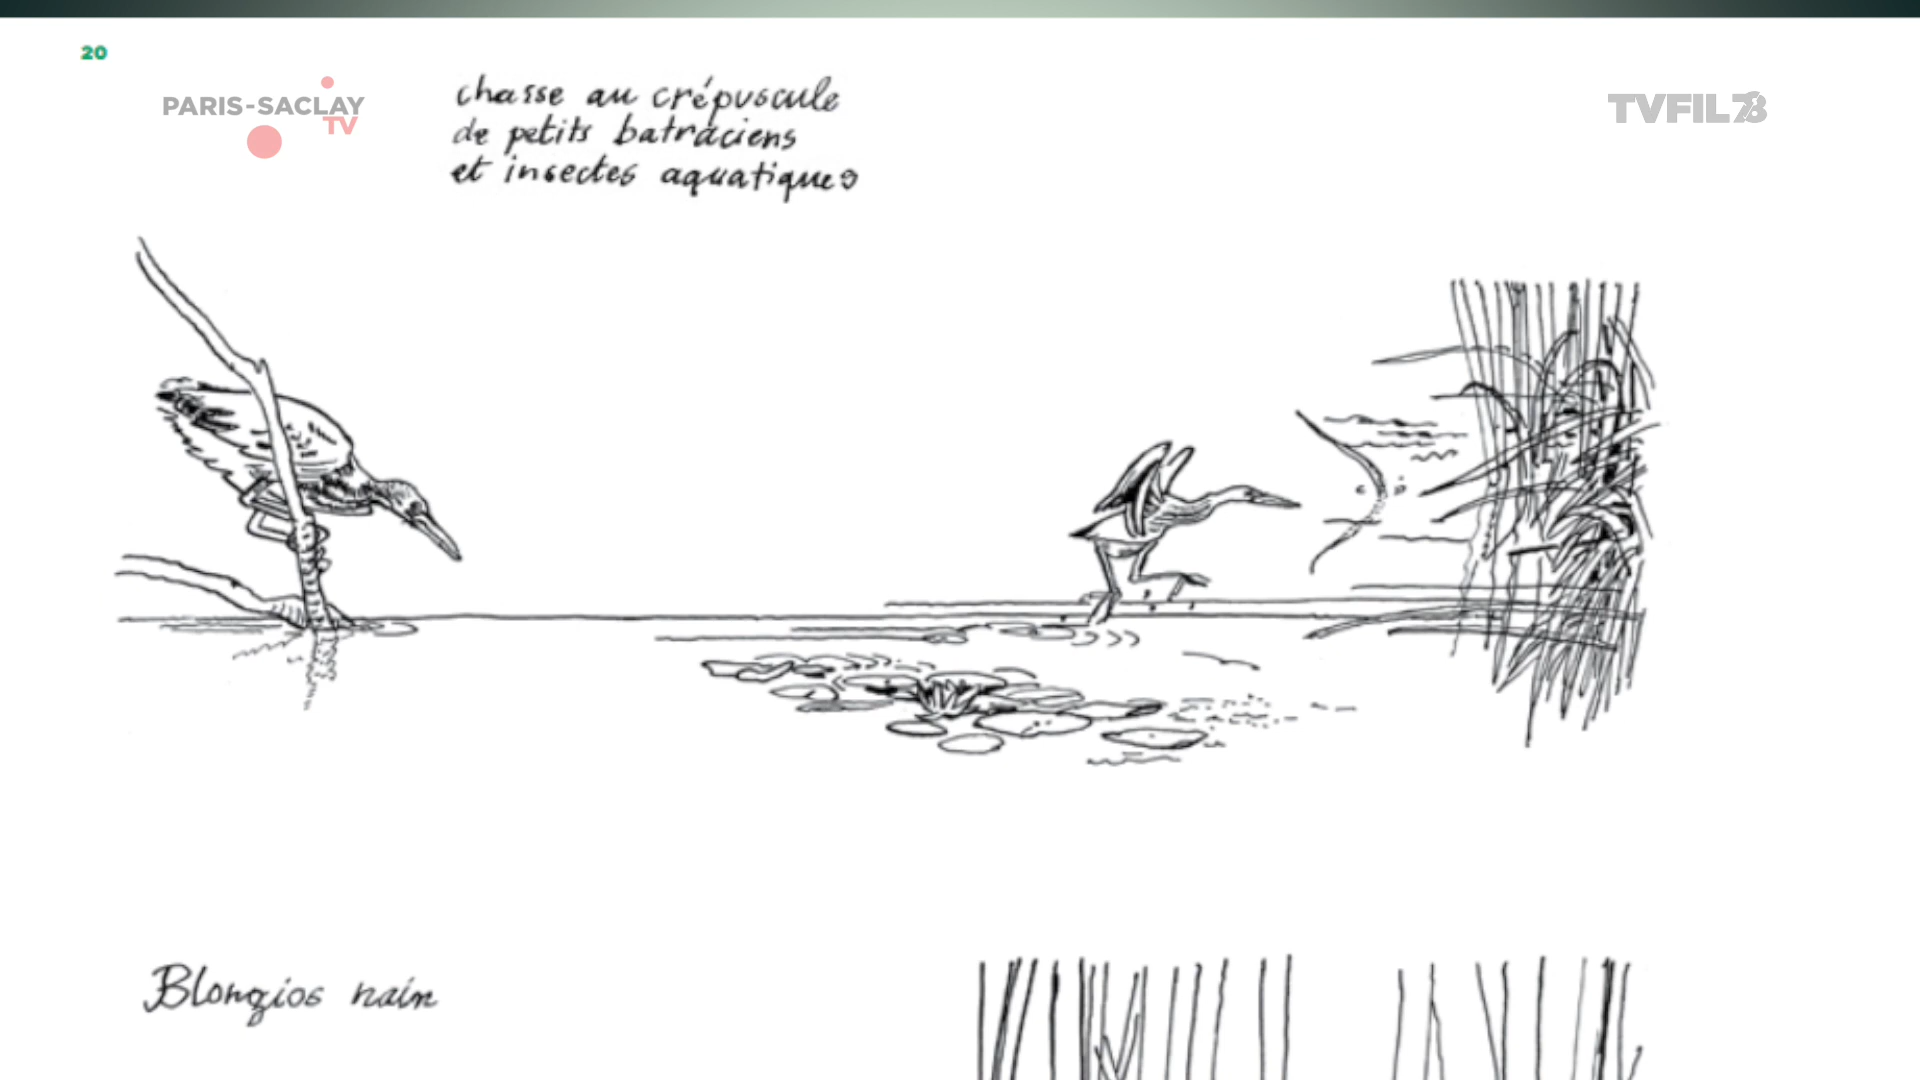 20
PARIS-SACLAY
TV
TVFIL78
chasse au crépuscule
de petits batraciens
et insectes aquatiques
Blongios nain